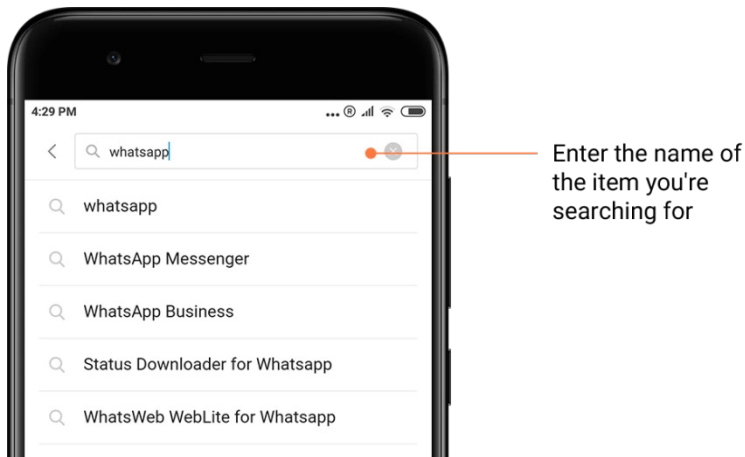 4:29 PM ... ®
whatsapp
whatsapp
WhatsApp Messenger
WhatsApp Business
Status Downloader for Whatsapp
WhatsWeb WebLite for Whatsapp
Enter the name of
the item you're
searching for